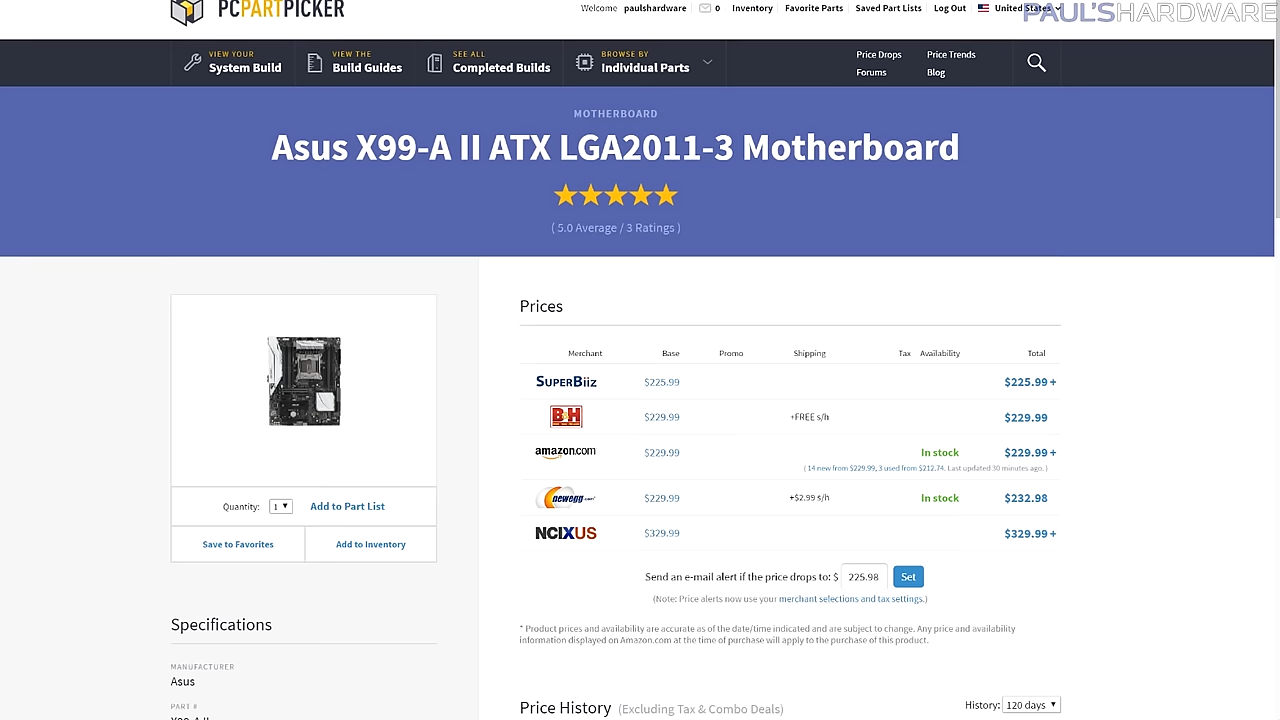 PCPARTPICKER
Welcome paulshardware 0 Inventory Favorite Parts Saved Part Lists Log Out United States
PAUL'SHARDWARE
VIEW YOUR
System Build
VIEW THE
Build Guides
SEE ALL
Completed Builds
BROWSE BY
Individual Parts
Price Drops Price Trends
Forums Blog
MOTHERBOARD
Asus X99-A II ATX LGA2011-3 Motherboard
( 5.0 Average / 3 Ratings )
Quantity: 1 Add to Part List
Save to Favorites Add to Inventory
Specifications
MANUFACTURER
Asus
PART #
X99-A II
Prices
Merchant Base Promo Shipping Tax Availability Total
SUPERBIIZ $225.99 $225.99 +
B&H $229.99 +FREE s/h $229.99
amazon.com $229.99 In stock $229.99 +
( 14 new from $229.99, 3 used from $212.74. Last updated 30 minutes ago. )
newegg.com $229.99 +$2.99 s/h In stock $232.98
NCIXUS $329.99 $329.99 +
Send an e-mail alert if the price drops to: $ 225.98 Set
(Note: Price alerts now use your merchant selections and tax settings.)
* Product prices and availability are accurate as of the date/time indicated and are subject to change. Any price and availability
information displayed on Amazon.com at the time of purchase will apply to the purchase of this product.
Price History (Excluding Tax & Combo Deals) History: 120 days